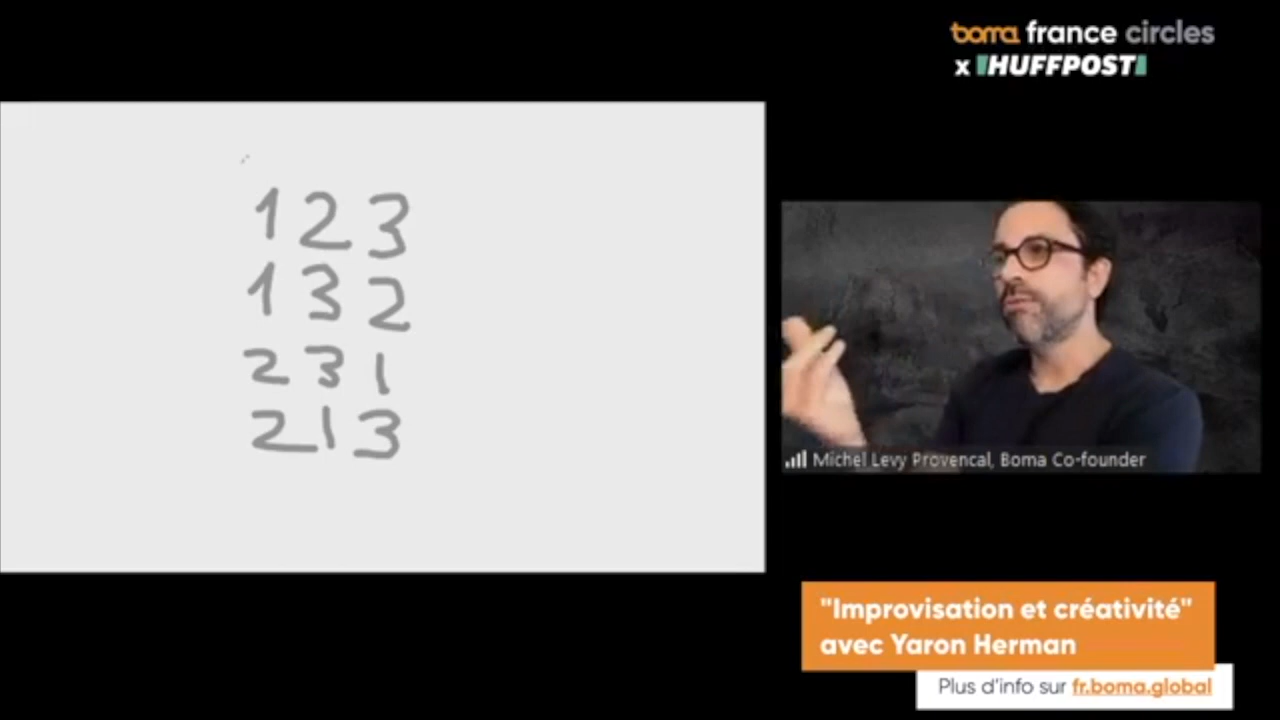 boma france circles
x HUFFPOST
1 2 3
1 3 2
2 3 1
2 1 3
Michel Levy Provencal, Boma Co-founder
"Improvisation et créativité"
avec Yaron Herman
Plus d'info sur fr.boma.global